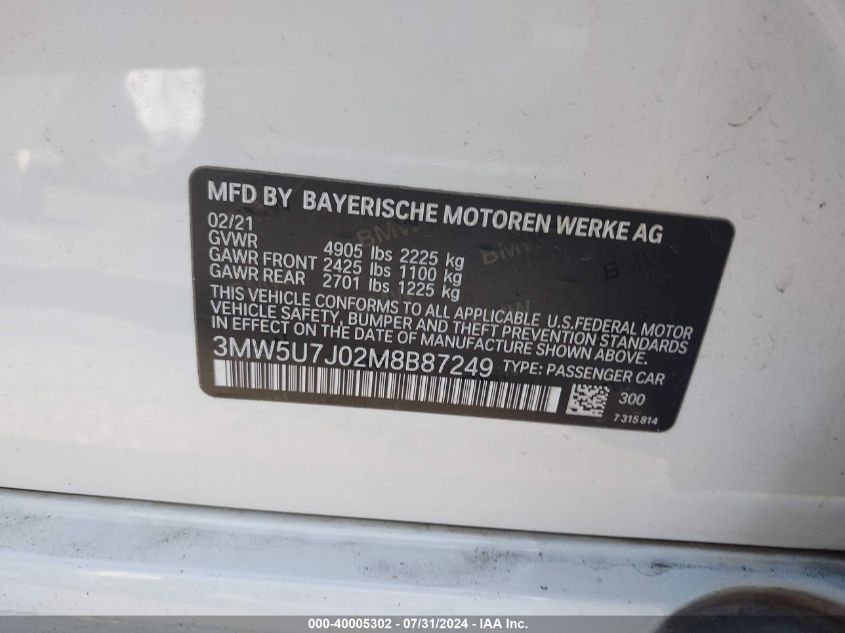 MFD BY BAYERISCHE MOTOREN WERKE AG
02/21
GVWR 4905 lbs 2225 kg
GAWR FRONT 2425 lbs 1100 kg
GAWR REAR 2701 lbs 1225 kg
THIS VEHICLE CONFORMS TO ALL APPLICABLE U.S.FEDERAL MOTOR
VEHICLE SAFETY, BUMPER AND THEFT PREVENTION STANDARDS
IN EFFECT ON THE DATE OF MANUFACTURE SHOWN ABOVE.
3MW5U7J02M8B87249 TYPE: PASSENGER CAR
300
7315814
000-40005302 - 07/31/2024 - IAA Inc.